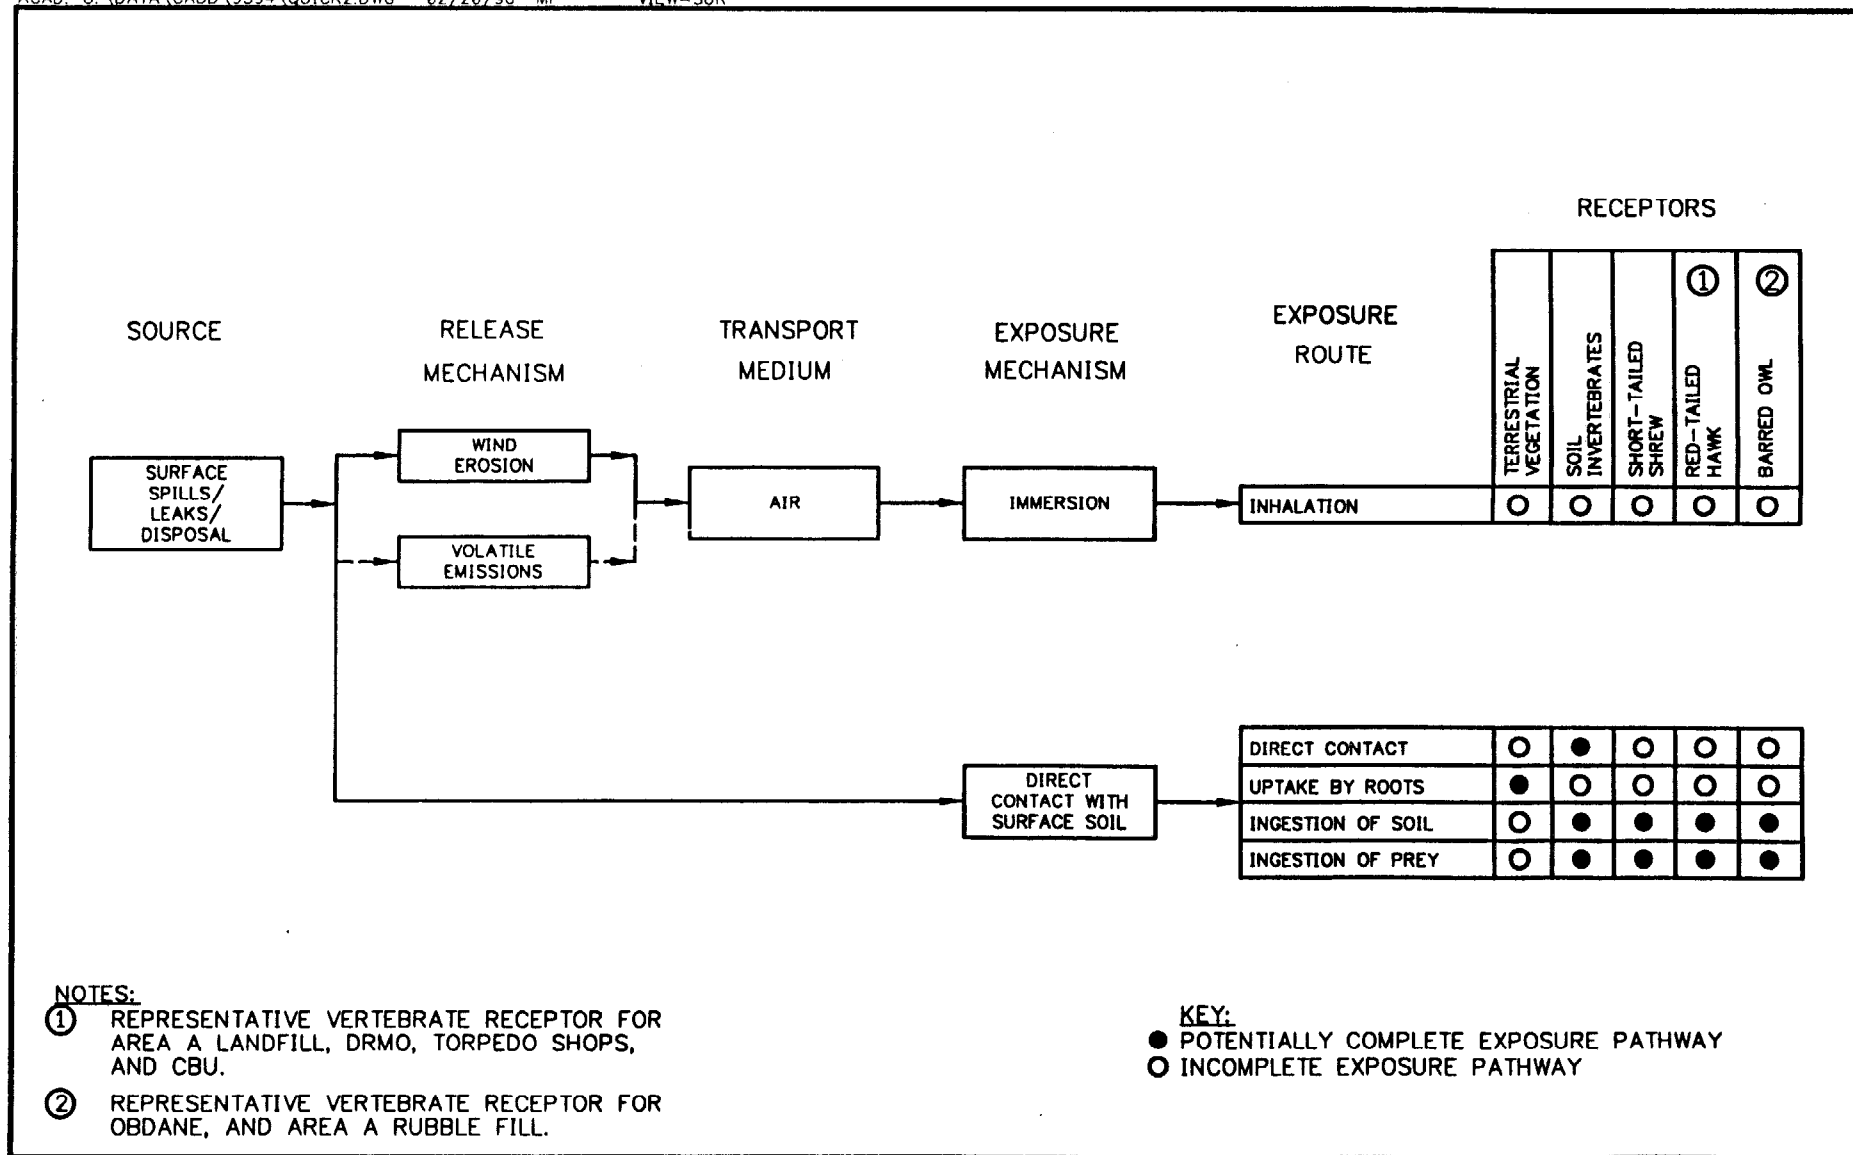 RECEPTORS
SOURCE
RELEASE
MECHANISM
TRANSPORT
MEDIUM
EXPOSURE
MECHANISM
EXPOSURE
ROUTE
TERRESTRIAL
VEGETATION
SOIL
INVERTEBRATES
SHORT-TAILED
SHREW
1
RED-TAILED
HAWK
2
BARRED OWL
SURFACE
SPILLS/
LEAKS/
DISPOSAL
WIND
EROSION
VOLATILE
EMISSIONS
AIR
IMMERSION
INHALATION
DIRECT
CONTACT WITH
SURFACE SOIL
DIRECT CONTACT
UPTAKE BY ROOTS
INGESTION OF SOIL
INGESTION OF PREY
NOTES:
1 REPRESENTATIVE VERTEBRATE RECEPTOR FOR
AREA A LANDFILL, DRMO, TORPEDO SHOPS,
AND CBU.
2 REPRESENTATIVE VERTEBRATE RECEPTOR FOR
OBDANE, AND AREA A RUBBLE FILL.
KEY:
● POTENTIALLY COMPLETE EXPOSURE PATHWAY
○ INCOMPLETE EXPOSURE PATHWAY